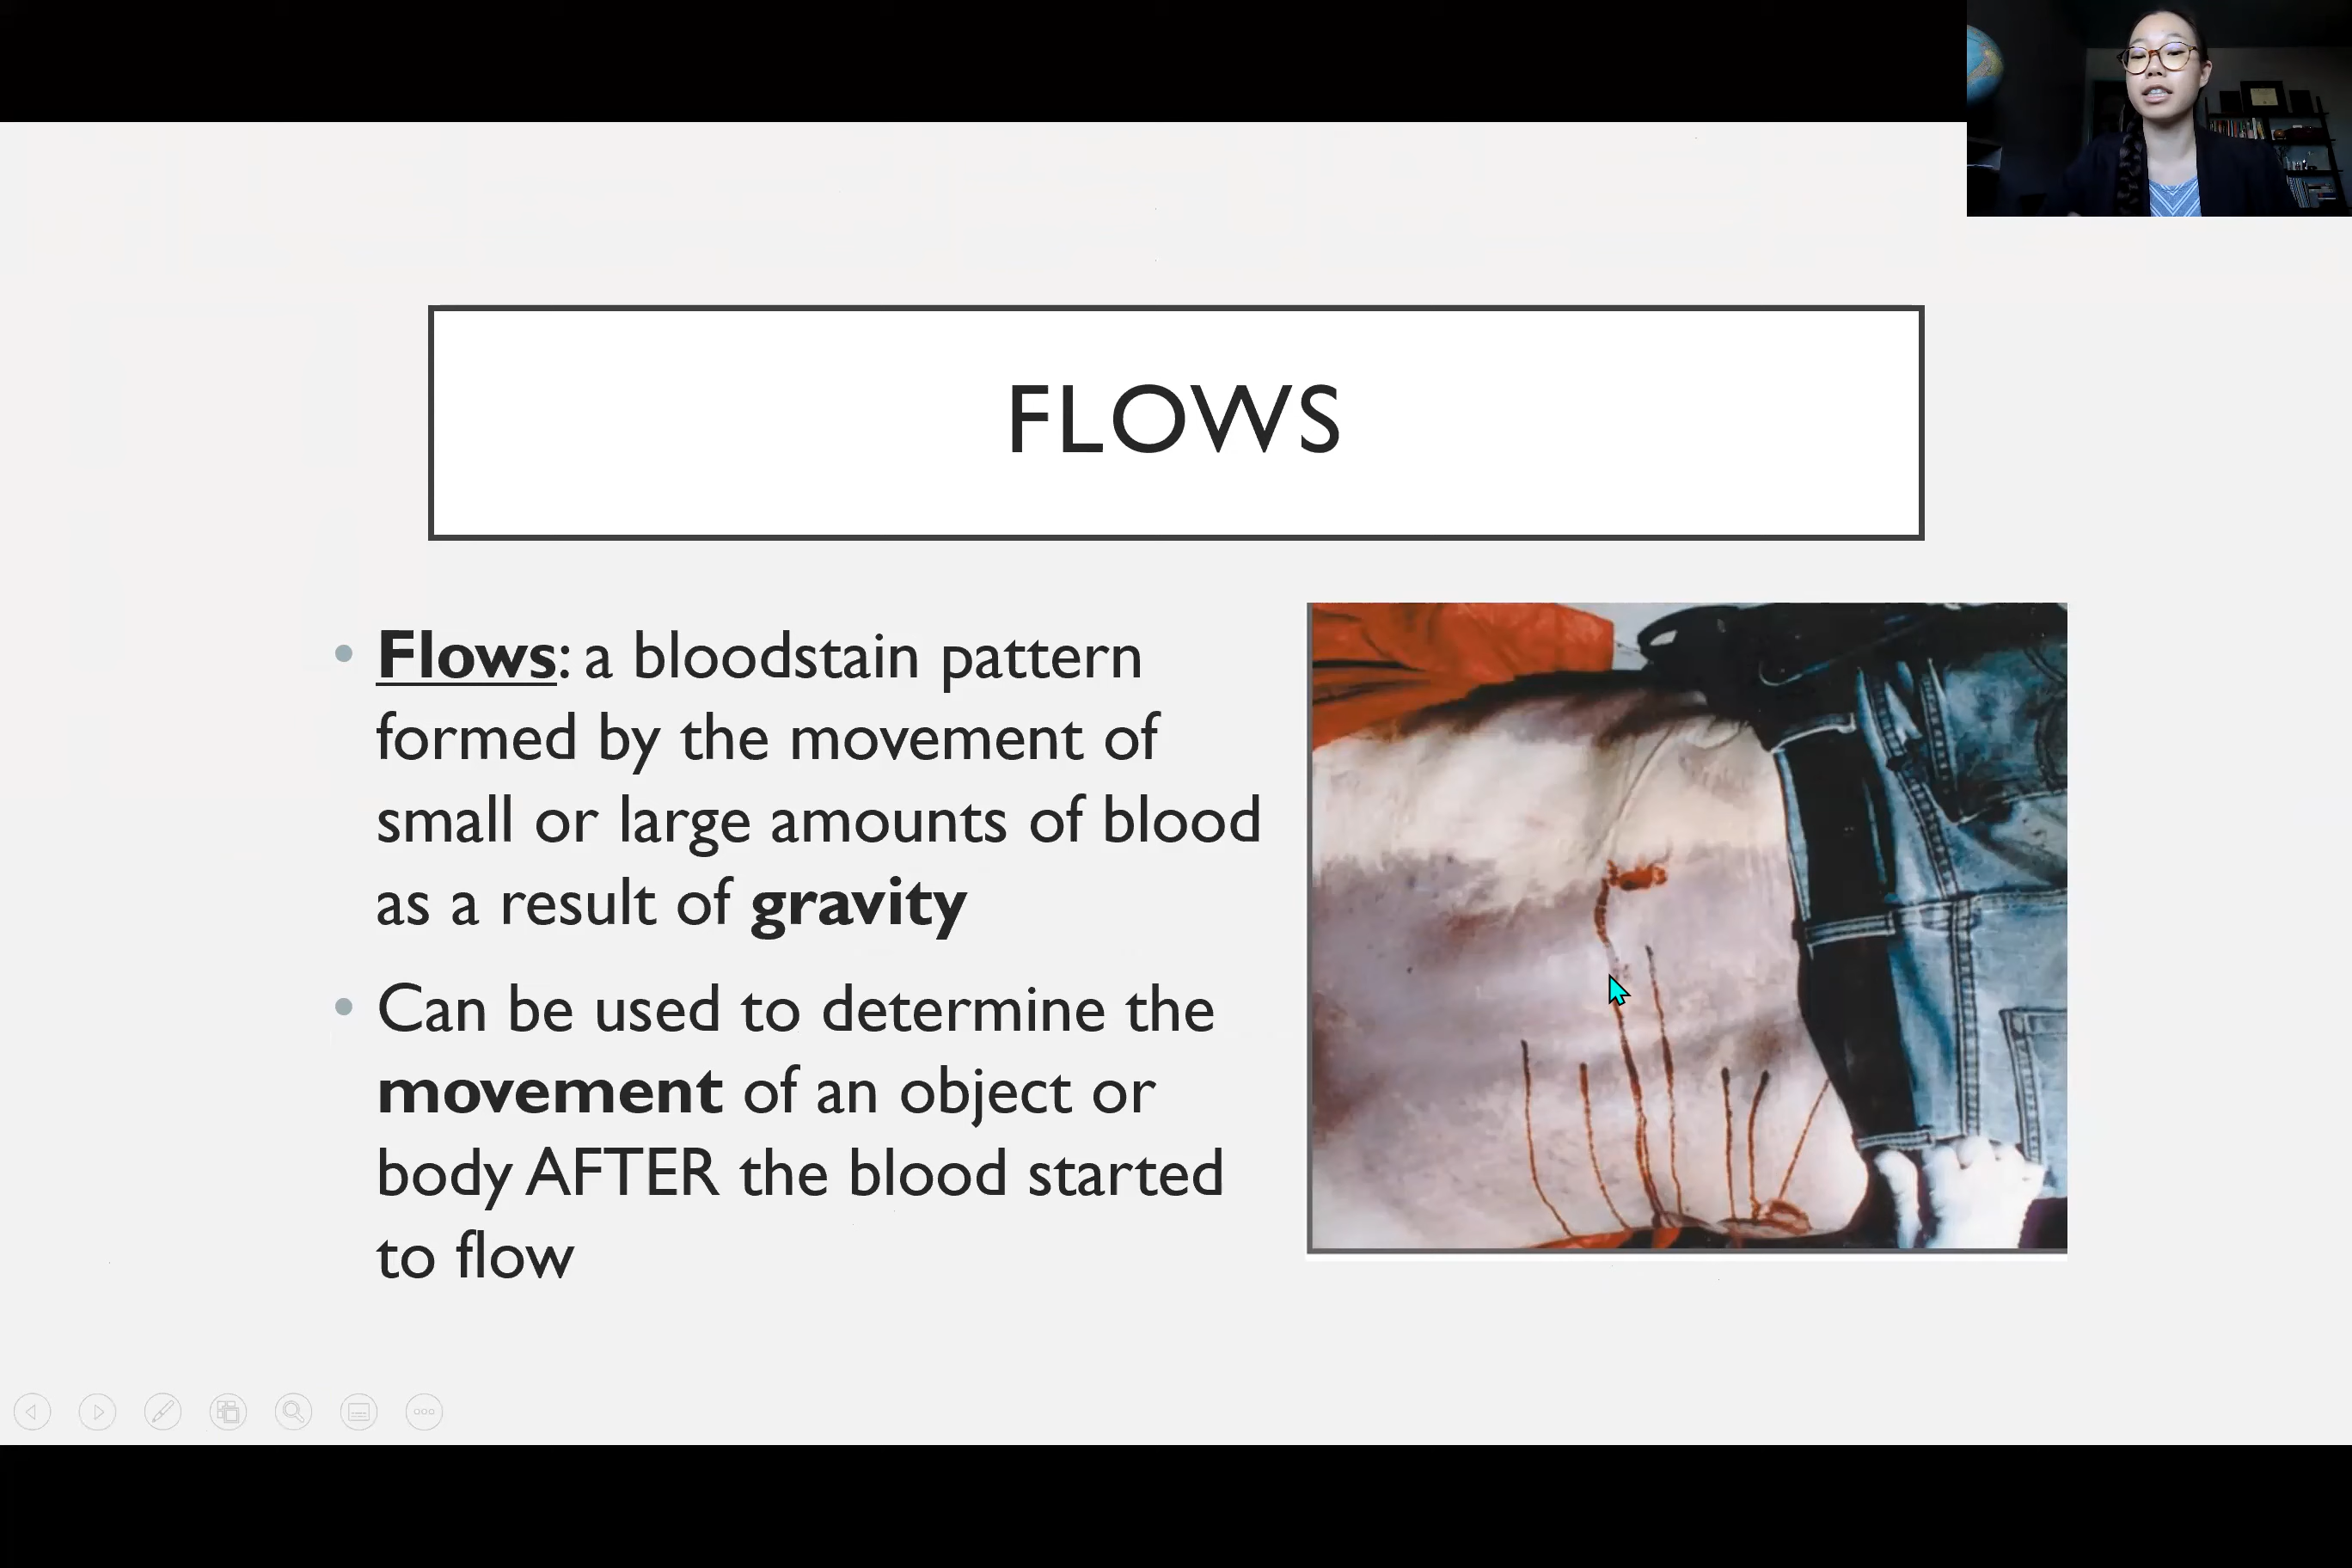 FLOWS
• Flows: a bloodstain pattern
formed by the movement of
small or large amounts of blood
as a result of gravity
• Can be used to determine the
movement of an object or
body AFTER the blood started
to flow